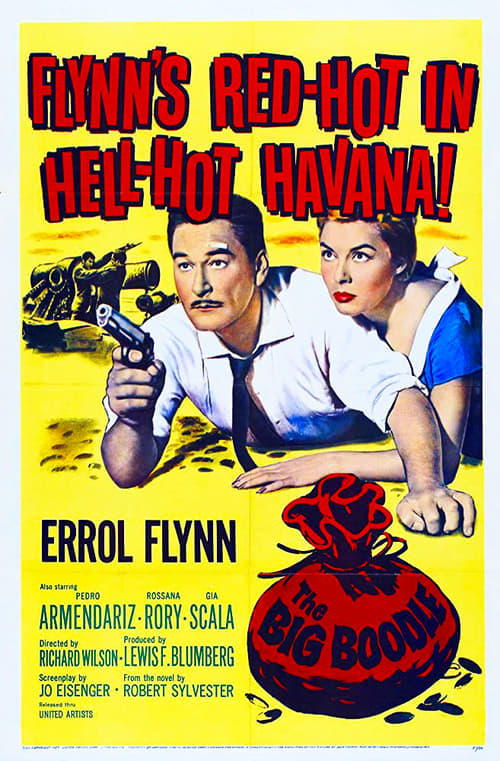 FLYNN'S RED-HOT IN
HELL-HOT HAVANA!
ERROL FLYNN
Also starring
PEDRO ROSSANA GIA
ARMENDARIZ · RORY · SCALA
Directed by Produced by
RICHARD WILSON · LEWIS F. BLUMBERG
Screenplay by From the novel by
JO EISENGER · ROBERT SYLVESTER
Released thru
UNITED ARTISTS
The
BIG BOODLE